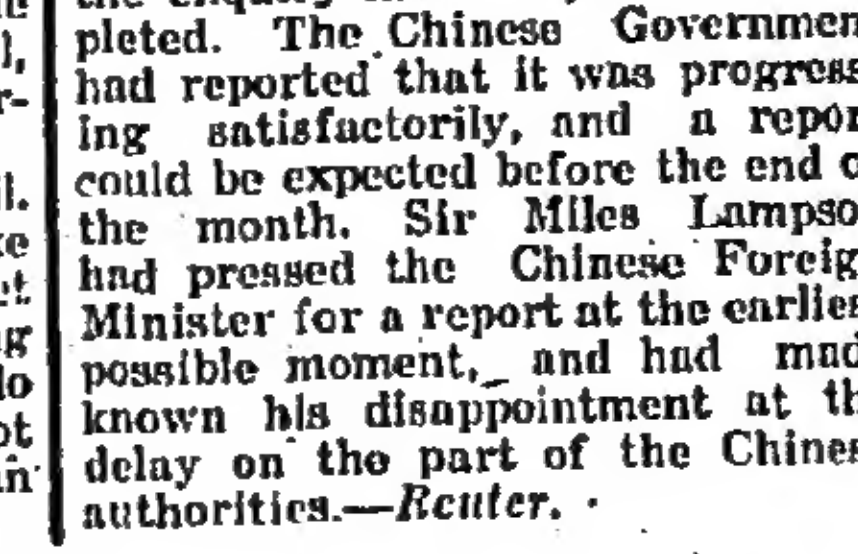 pleted. The Chinese Governmen
had reported that it was progress
ing satisfactorily, and a repor
could be expected before the end o
the month. Sir Miles Lampso
had pressed the Chinese Foreig
Minister for a report at the earlies
possible moment, and had mad
known his disappointment at th
delay on the part of the Chines
authorities.—Reuter.